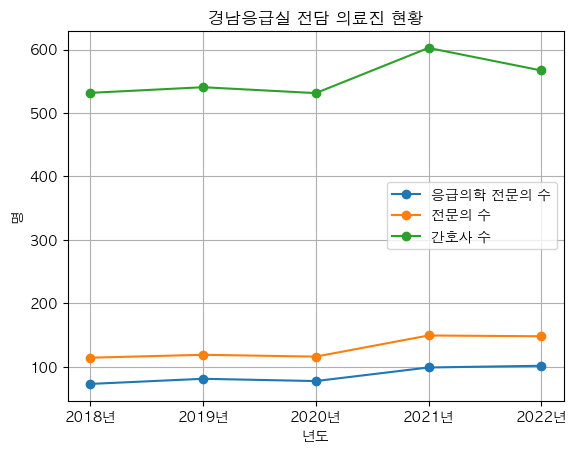 경남응급실 전담 의료진 현황
600
500
400
300
200
100
명
응급의학 전문의 수
전문의 수
간호사 수
2018년 2019년 2020년 2021년 2022년
년도